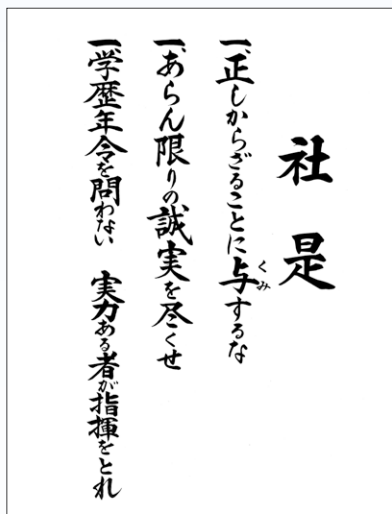 社是
一、正しからざることに与するな
くみ
一、あらん限りの誠実を尽くせ
一、学歴年令を問わない　実力ある者が指揮をとれ